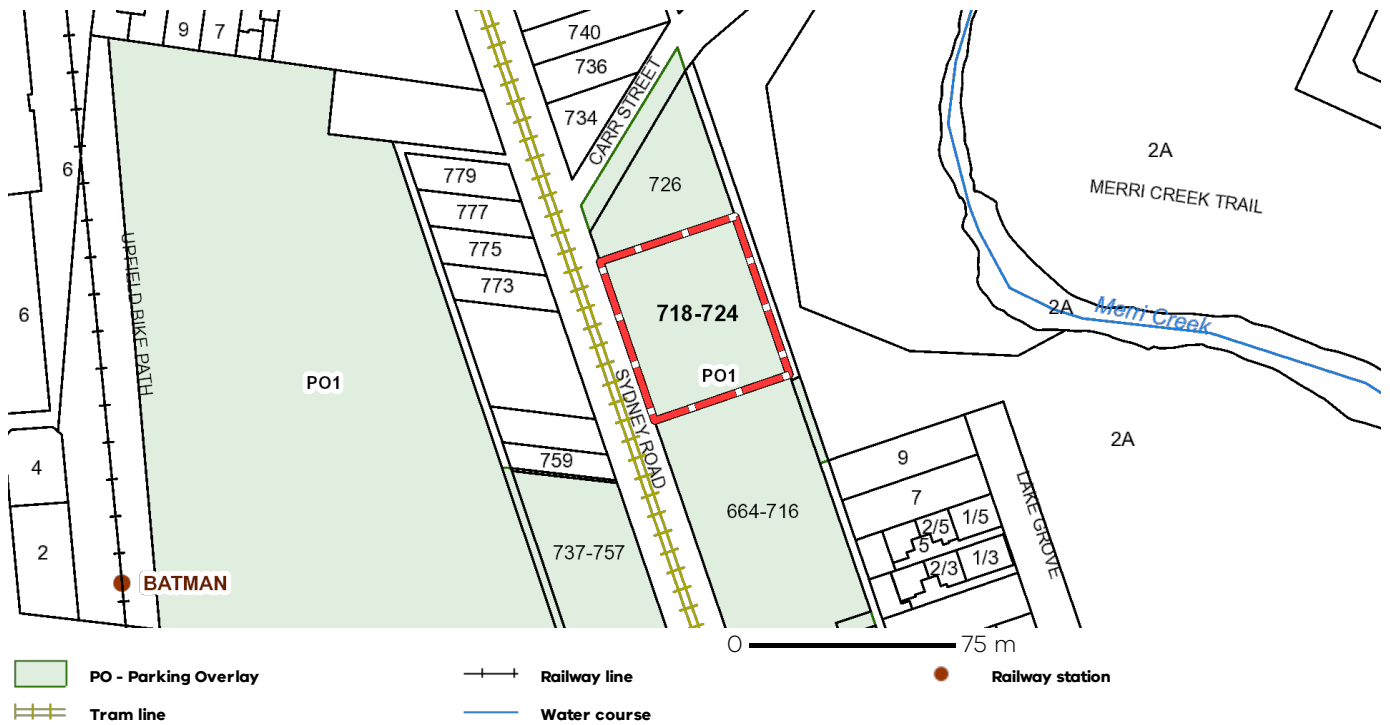 9
7
740
736
734
CARR STREET
6
2A
MERRI CREEK TRAIL
779
726
777
775
773
UPFIELD BIKE PATH
6
PO1
718-724
2A
Merri Creek
PO1
SYDNEY ROAD
2A
4
759
9
LAKE GROVE
7
664-716
2/5
1/5
5
2
737-757
2/3
1/3
BATMAN
0
75 m
PO - Parking Overlay
Railway line
Railway station
Tram line
Water course